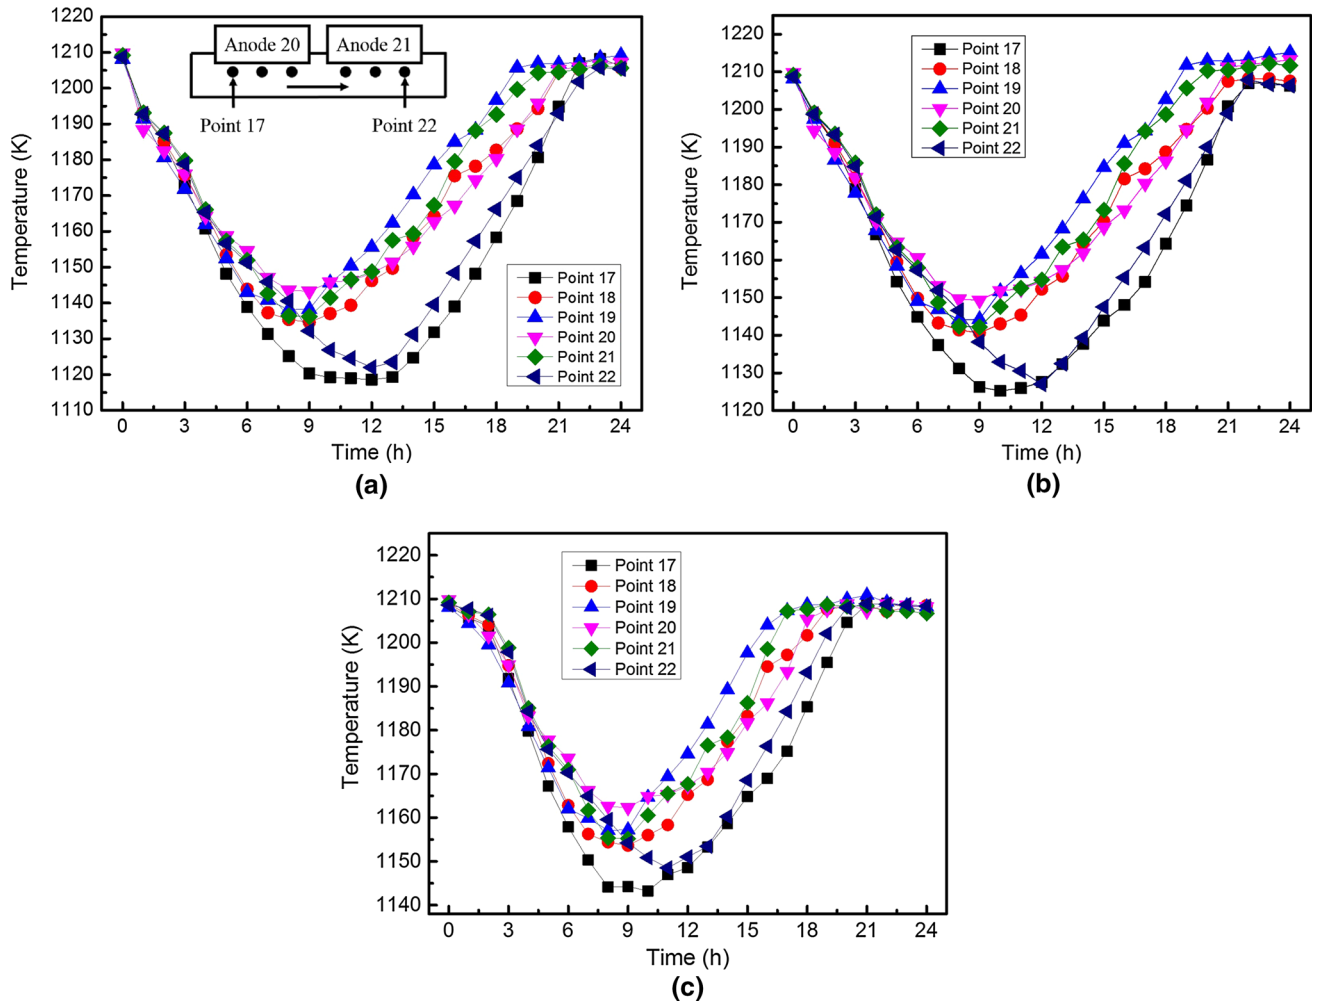 1220
1210
1200
1190
1180
1170
1160
1150
1140
1130
1120
1110
Temperature (K)
Anode 20
Anode 21
Point 17
Point 22
Point 17
Point 18
Point 19
Point 20
Point 21
Point 22
0 3 6 9 12 15 18 21 24
Time (h)
(a)
1220
1210
1200
1190
1180
1170
1160
1150
1140
1130
1120
Temperature (K)
Point 17
Point 18
Point 19
Point 20
Point 21
Point 22
0 3 6 9 12 15 18 21 24
Time (h)
(b)
1220
1210
1200
1190
1180
1170
1160
1150
1140
Temperature (K)
Point 17
Point 18
Point 19
Point 20
Point 21
Point 22
0 3 6 9 12 15 18 21 24
Time (h)
(c)